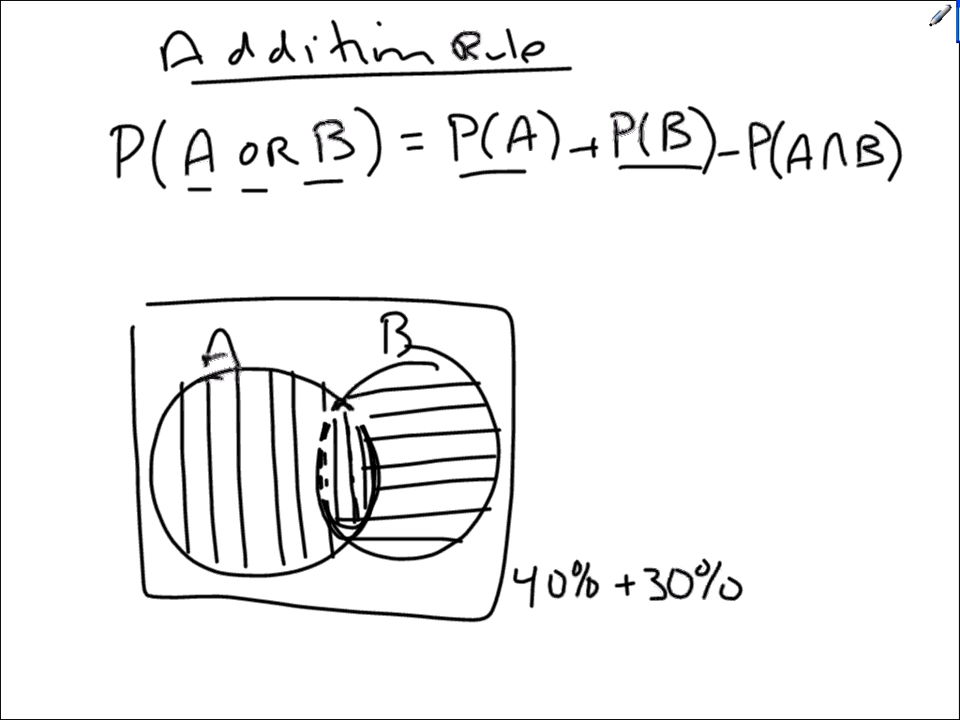 Addition Rule
P(A OR B) = P(A) + P(B) - P(A∩B)
A B
40% + 30%